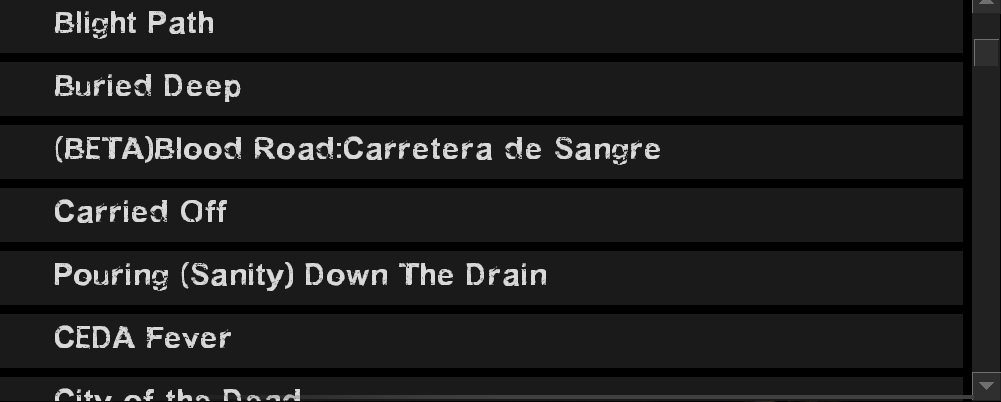 Blight Path
Buried Deep
(BETA)Blood Road:Carretera de Sangre
Carried Off
Pouring (Sanity) Down The Drain
CEDA Fever
City of the Dead